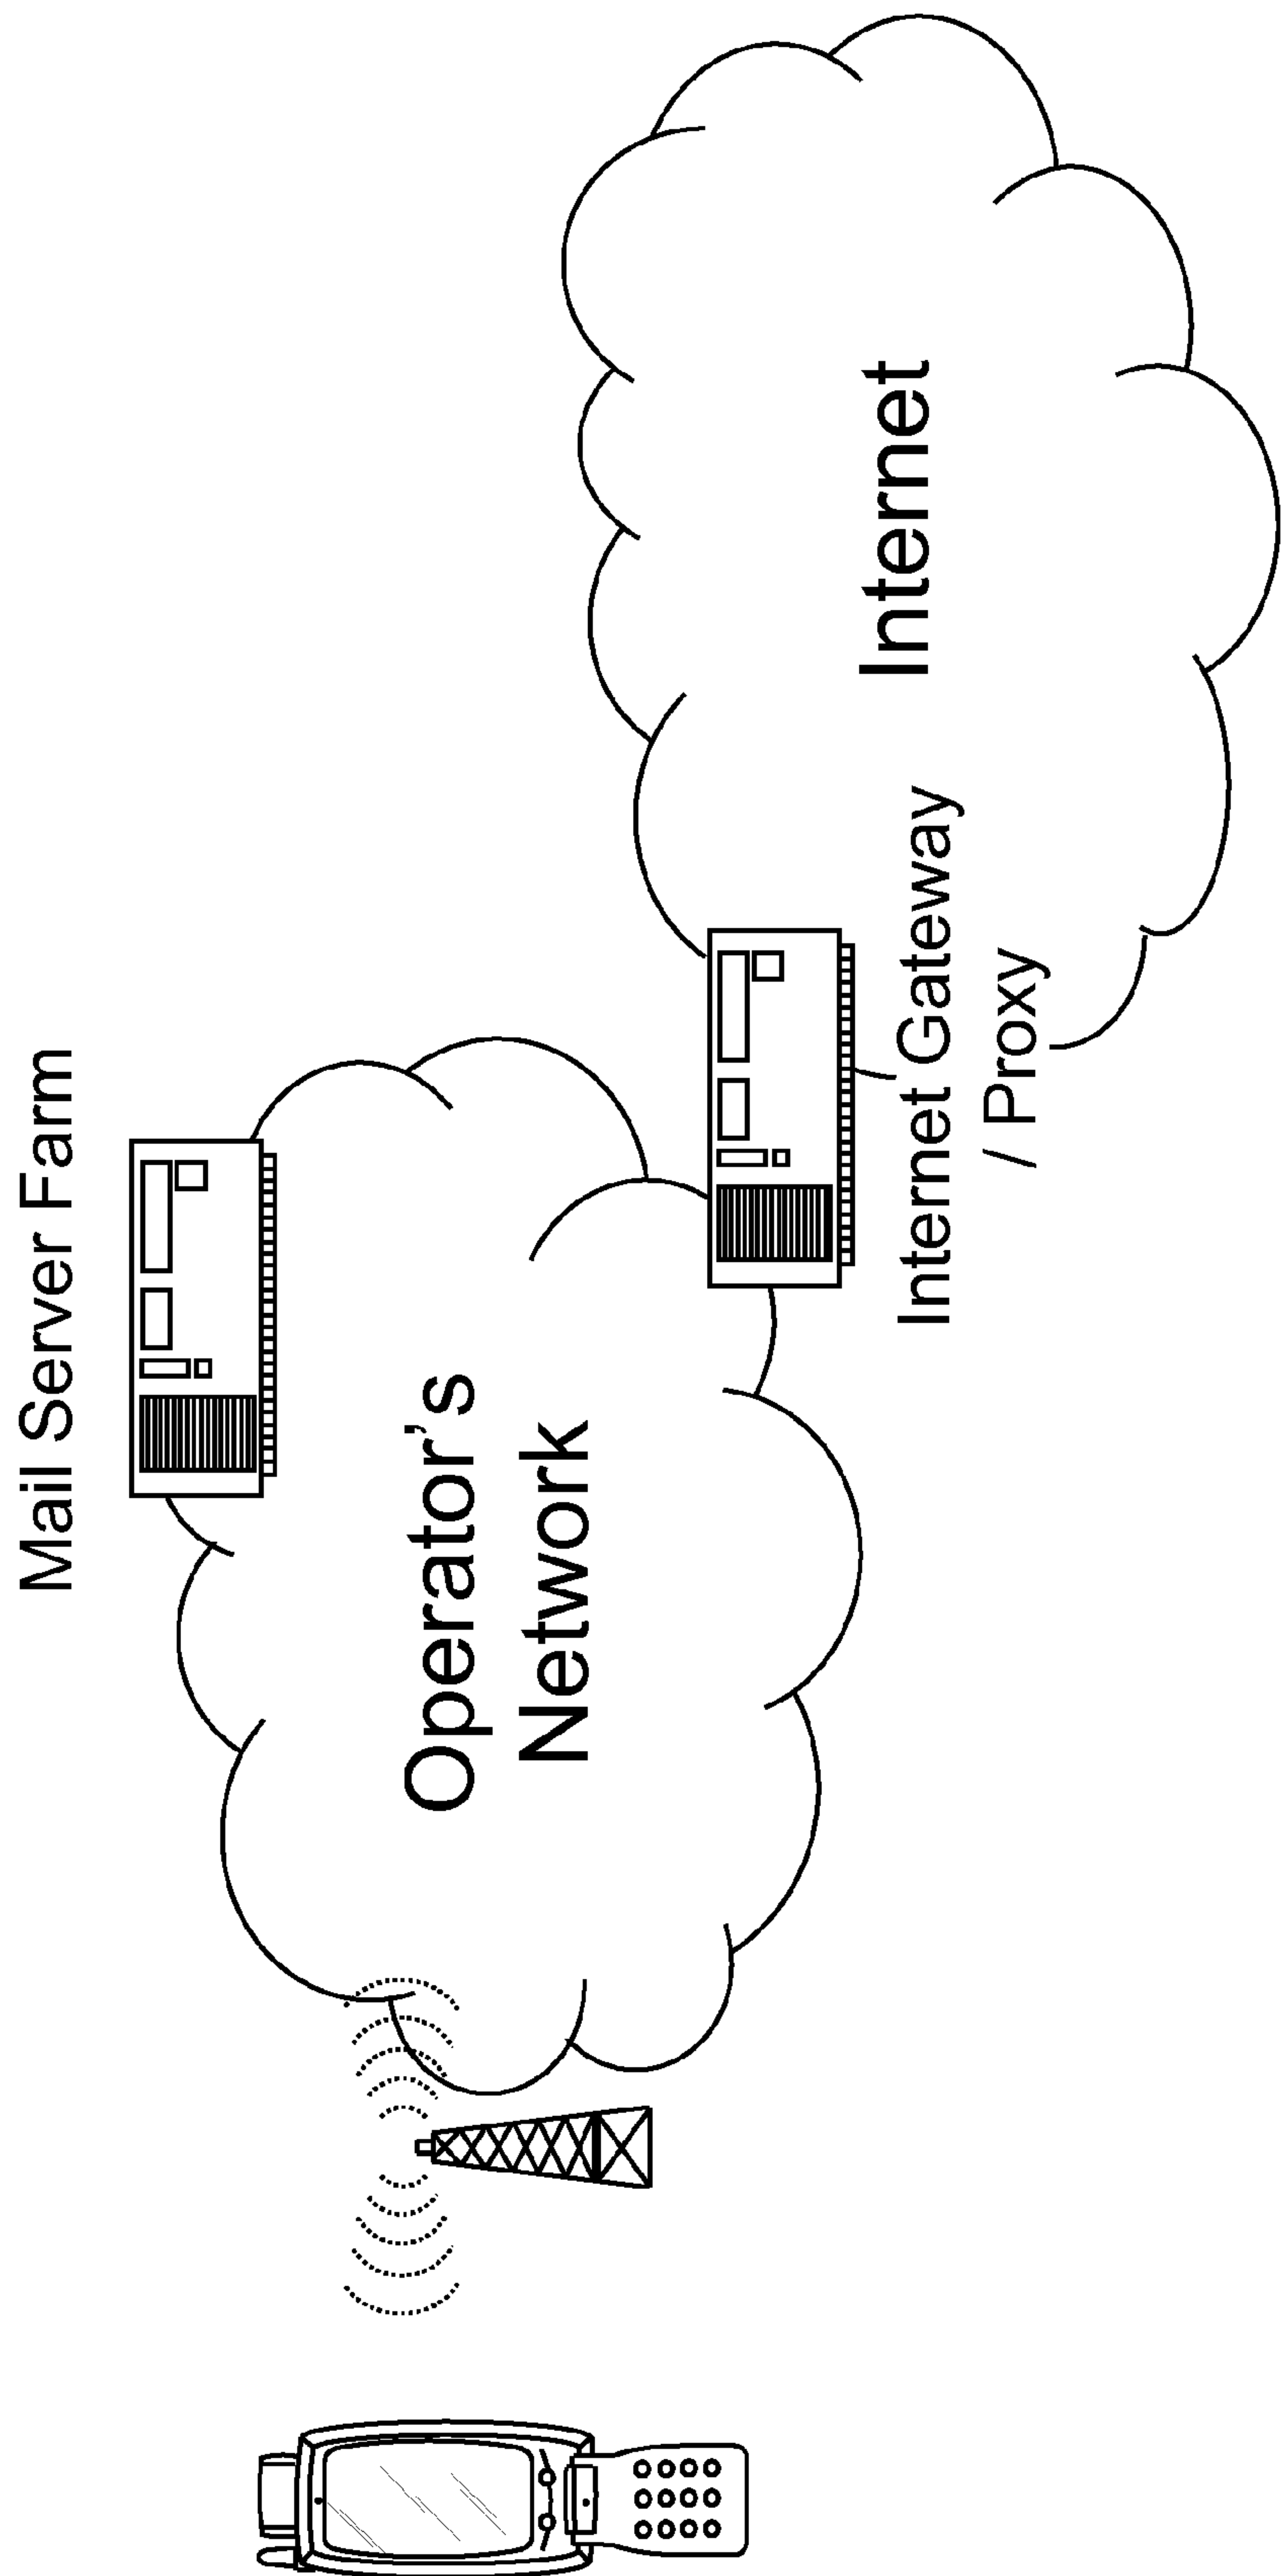 Mail Server Farm
Operator’s
Network
Internet Gateway
/ Proxy
Internet